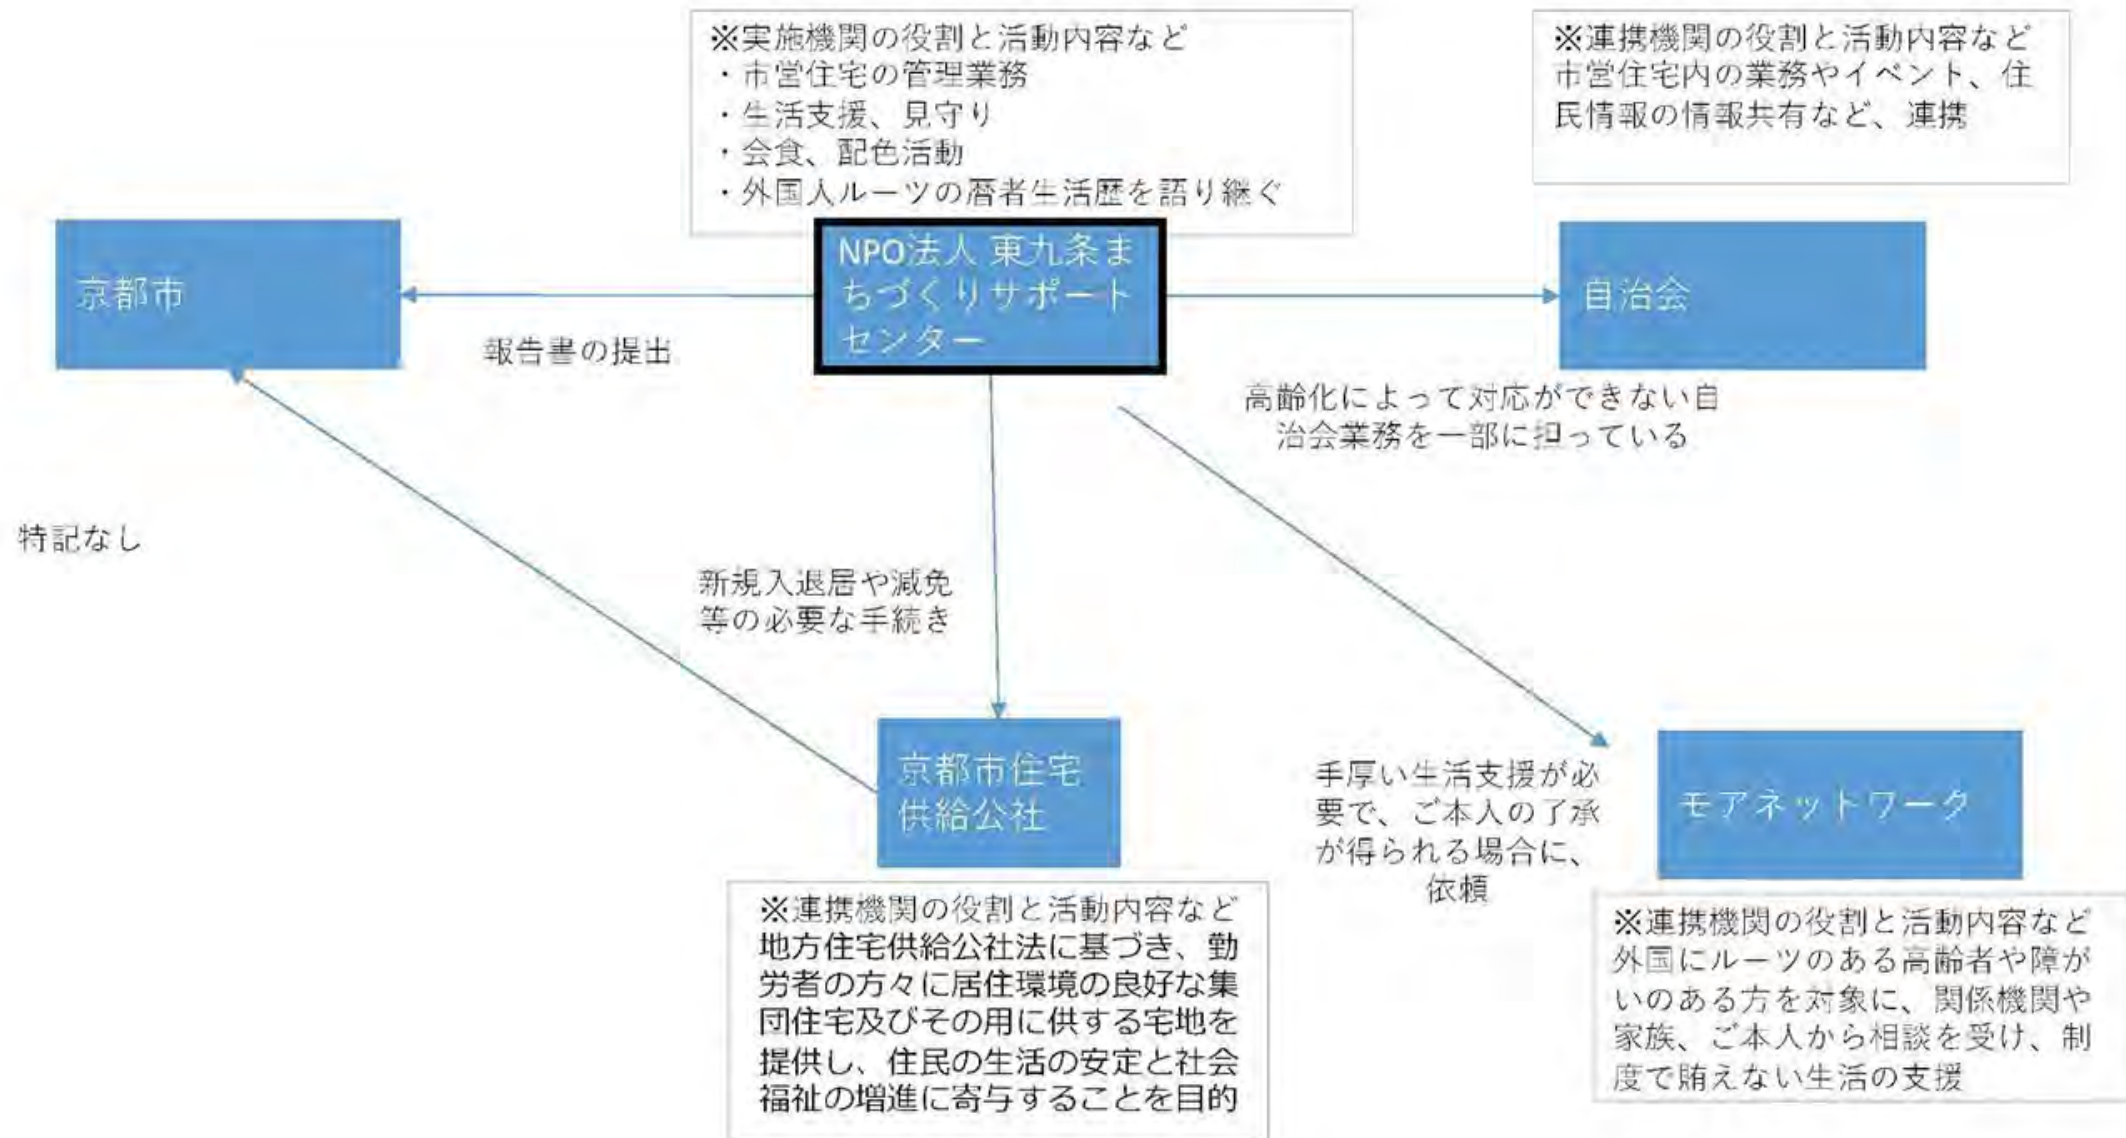 ※実施機関の役割と活動内容など
・市営住宅の管理業務
・生活支援、見守り
・会食、配色活動
・外国人ルーツの暦者生活歴を語り継ぐ
※連携機関の役割と活動内容など
市営住宅内の業務やイベント、住
民情報の情報共有など、連携
京都市
NPO法人 東九条ま
ちづくりサポート
センター
自治会
報告書の提出
高齢化によって対応ができない自
治会業務を一部に担っている
特記なし
新規入退居や減免
等の必要な手続き
京都市住宅
供給公社
手厚い生活支援が必
要で、ご本人の了承
が得られる場合に、
依頼
モアネットワーク
※連携機関の役割と活動内容など
地方住宅供給公社法に基づき、勤
労者の方々に居住環境の良好な集
団住宅及びその用に供する宅地を
提供し、住民の生活の安定と社会
福祉の増進に寄与することを目的
※連携機関の役割と活動内容など
外国にルーツのある高齢者や障が
いのある方を対象に、関係機関や
家族、ご本人から相談を受け、制
度で賄えない生活の支援